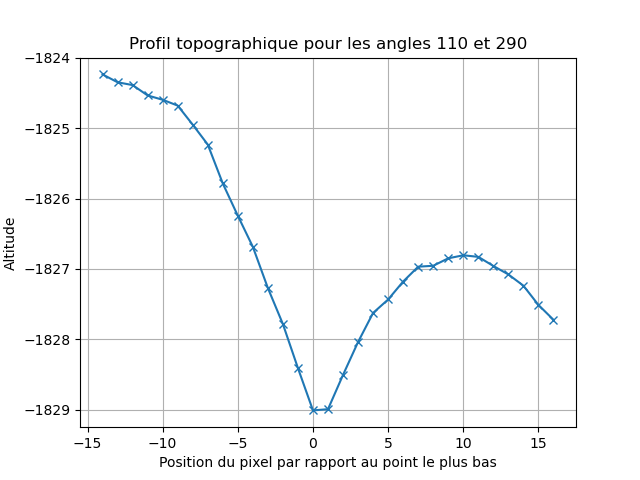 Profil topographique pour les angles 110 et 290
−1824
−1825
−1826
−1827
−1828
−1829
Altitude
−15 −10 −5 0 5 10 15
Position du pixel par rapport au point le plus bas